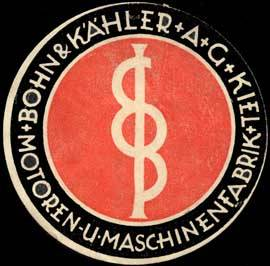 BOHN & KÄHLER + A + G + KIEL +
MOTOREN-U-MASCHINENFABRIK +